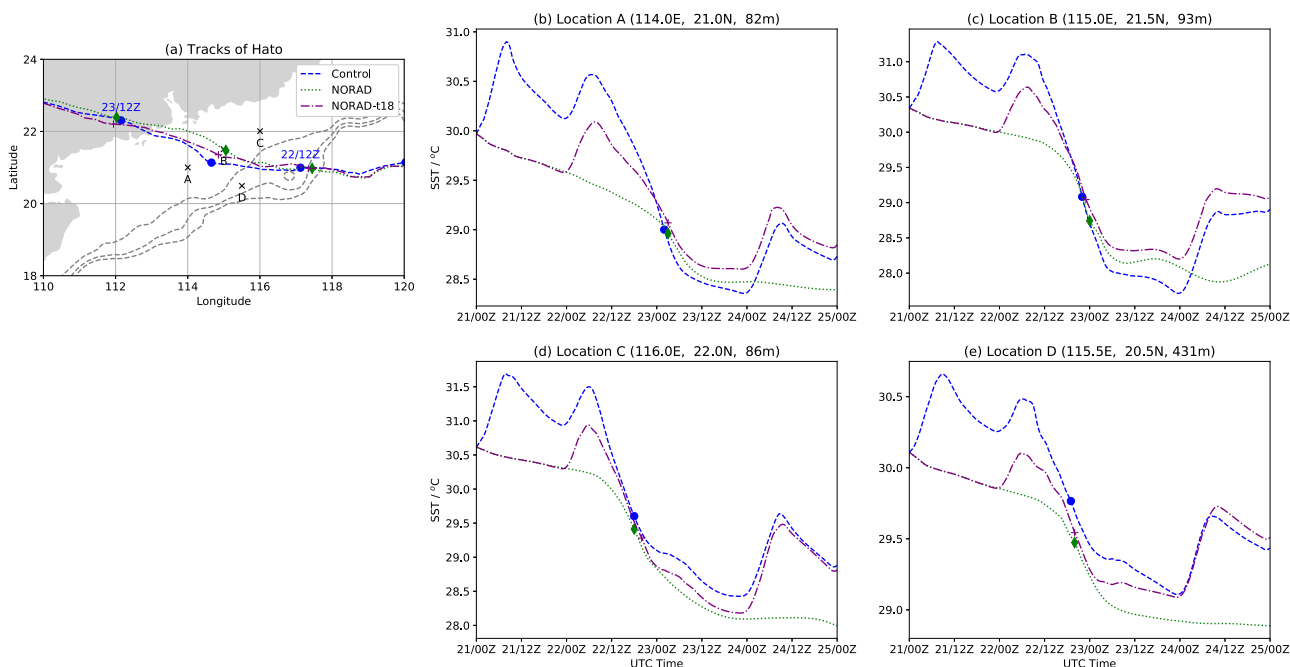 (a) Tracks of Hato
24
22
20
18
Latitude
110
112
114
116
118
120
Longitude
Control
NORAD
NORAD-t18
23/12Z
22/12Z
A
B
C
D
(b) Location A (114.0E, 21.0N, 82m)
31.0
30.5
30.0
29.5
29.0
28.5
SST / °C
21/00Z 21/12Z 22/00Z 22/12Z 23/00Z 23/12Z 24/00Z 24/12Z 25/00Z
(c) Location B (115.0E, 21.5N, 93m)
31.0
30.5
30.0
29.5
29.0
28.5
28.0
21/00Z 21/12Z 22/00Z 22/12Z 23/00Z 23/12Z 24/00Z 24/12Z 25/00Z
(d) Location C (116.0E, 22.0N, 86m)
31.5
31.0
30.5
30.0
29.5
29.0
28.5
28.0
SST / °C
21/00Z 21/12Z 22/00Z 22/12Z 23/00Z 23/12Z 24/00Z 24/12Z 25/00Z
UTC Time
(e) Location D (115.5E, 20.5N, 431m)
30.5
30.0
29.5
29.0
21/00Z 21/12Z 22/00Z 22/12Z 23/00Z 23/12Z 24/00Z 24/12Z 25/00Z
UTC Time